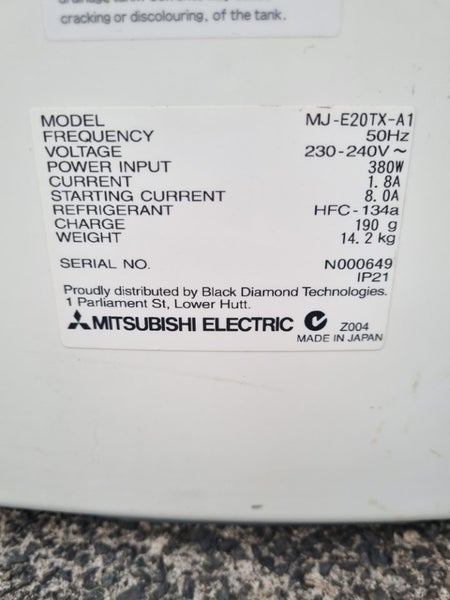 cracking or discolouring, of the tank.
MODEL MJ-E20TX-A1
FREQUENCY 50Hz
VOLTAGE 230-240V~
POWER INPUT 380W
CURRENT 1.8A
STARTING CURRENT 8.0A
REFRIGERANT HFC-134a
CHARGE 190 g
WEIGHT 14.2 kg
SERIAL NO. N000649
IP21
Proudly distributed by Black Diamond Technologies.
1 Parliament St, Lower Hutt.
MITSUBISHI ELECTRIC Z004
MADE IN JAPAN